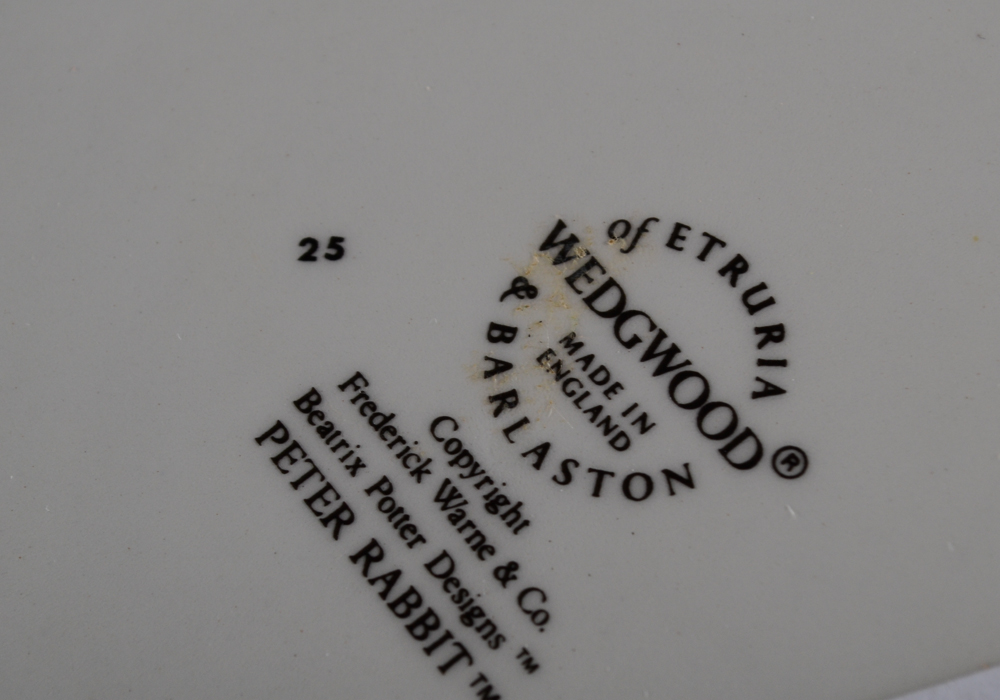 25
of ETRURIA
WEDGWOOD®
MADE IN
ENGLAND
& BARLASTON
PETER RABBIT™
Beatrix Potter Designs™
Frederick Warne & Co.
Copyright